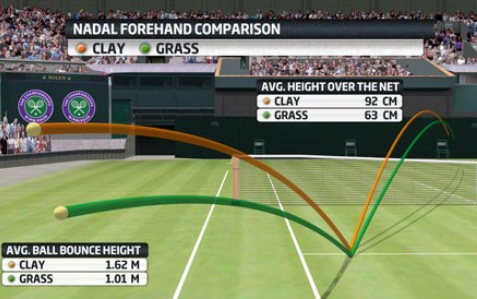 NADAL FOREHAND COMPARISON
CLAY GRASS
ROLEX
AVG. HEIGHT OVER THE NET
CLAY 92 CM
GRASS 63 CM
AVG. BALL BOUNCE HEIGHT
CLAY 1.62 M
GRASS 1.01 M